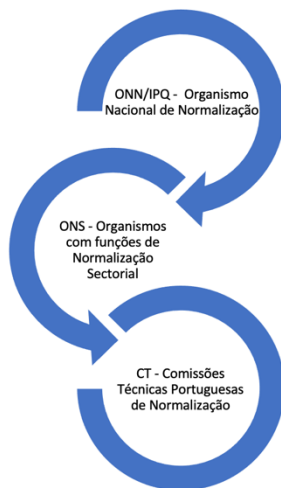 ONN/IPQ - Organismo
Nacional de Normalização
ONS - Organismos
com funções de
Normalização
Sectorial
CT - Comissões
Técnicas Portuguesas
de Normalização